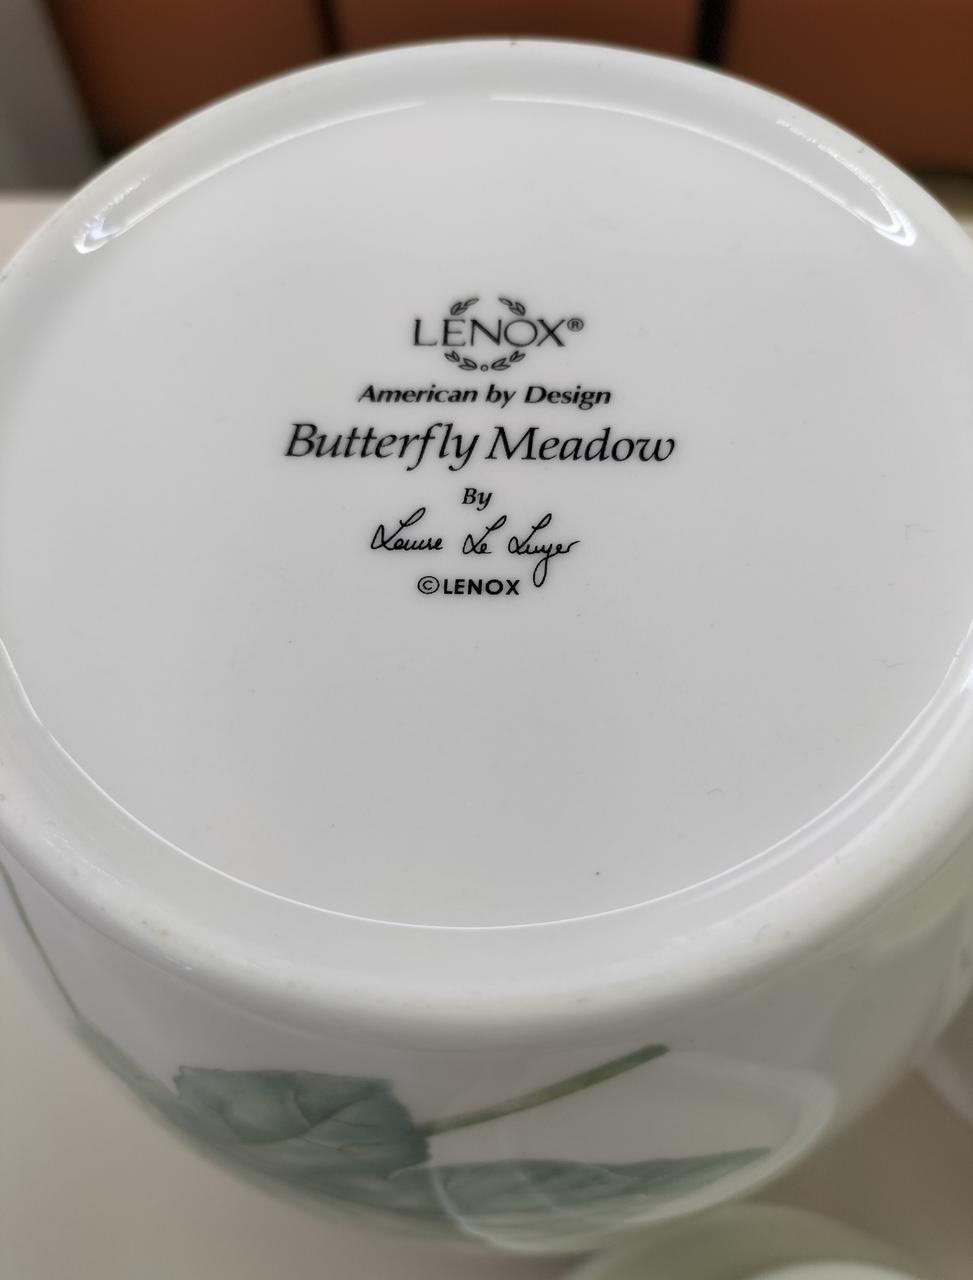 LENOX®
American by Design
Butterfly Meadow
By
Louise Le Luyer
©LENOX